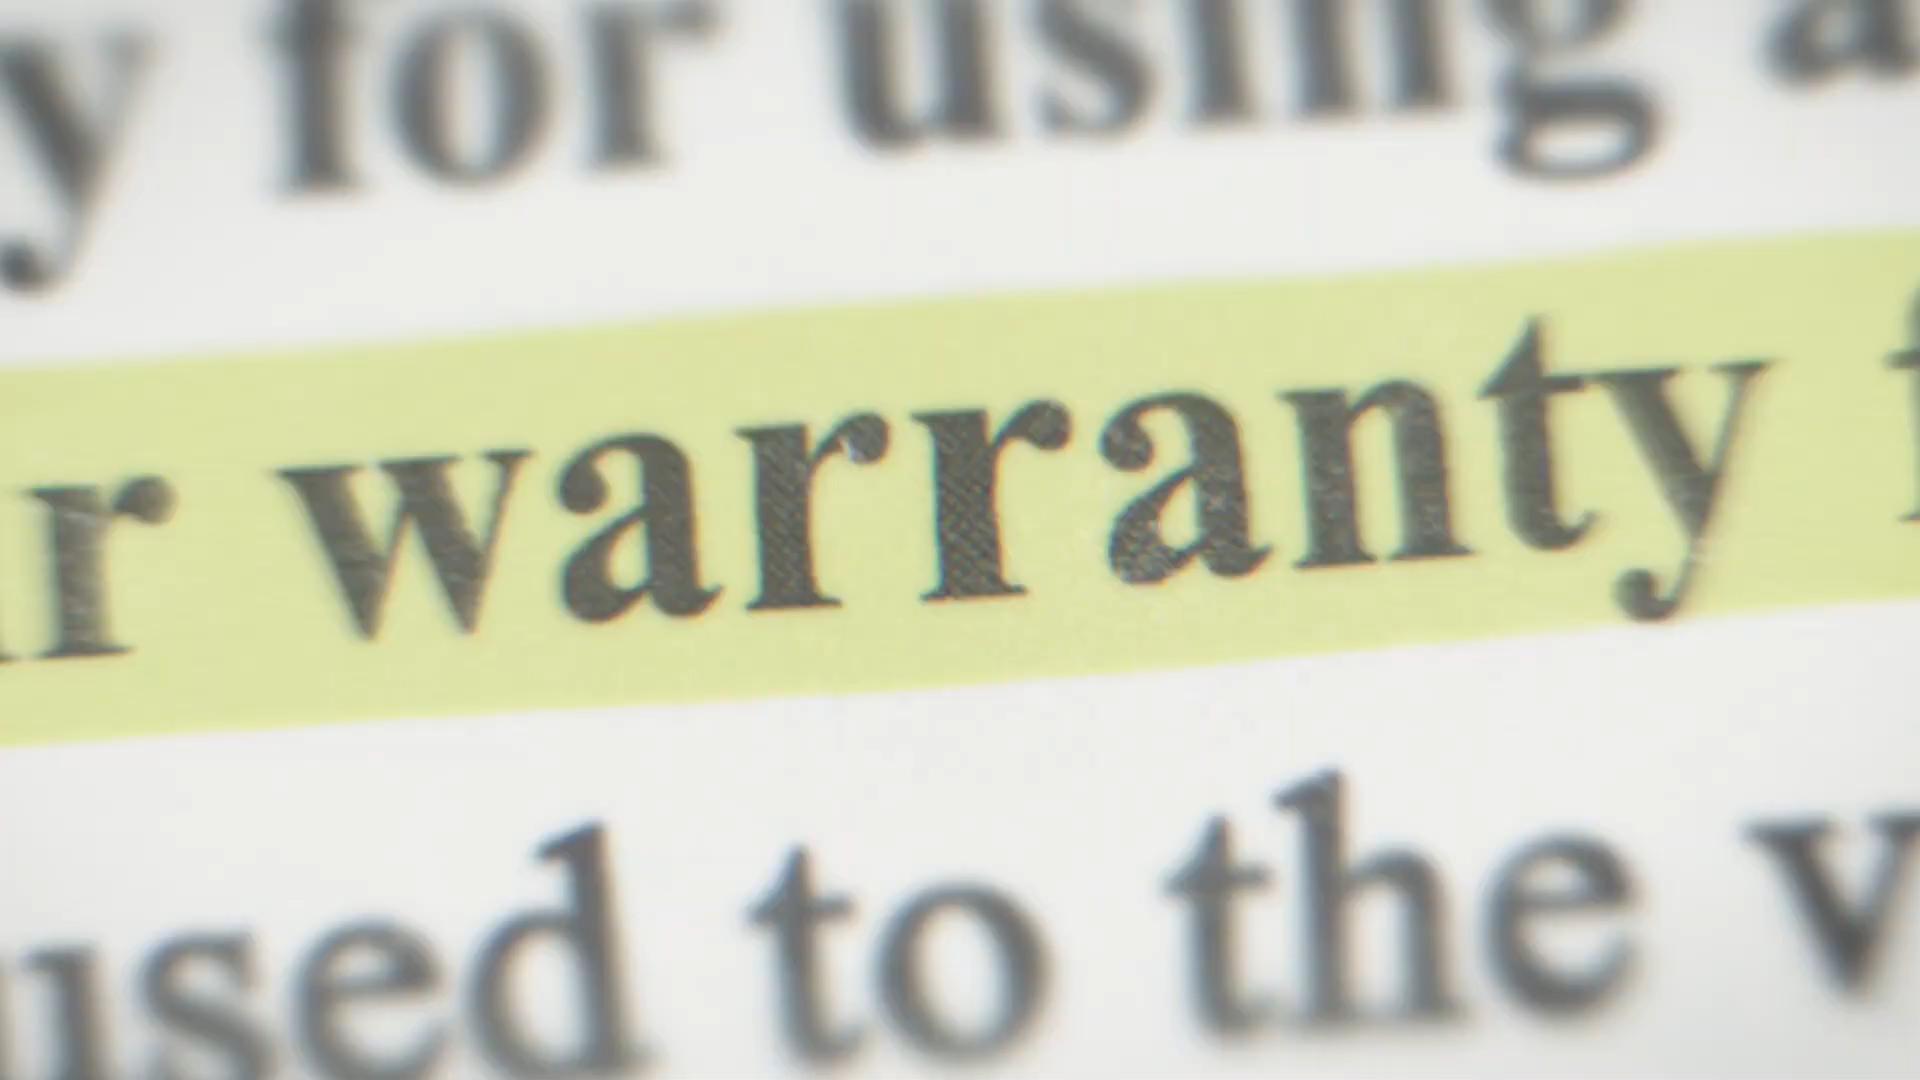 y for using a
r warranty f
used to the v